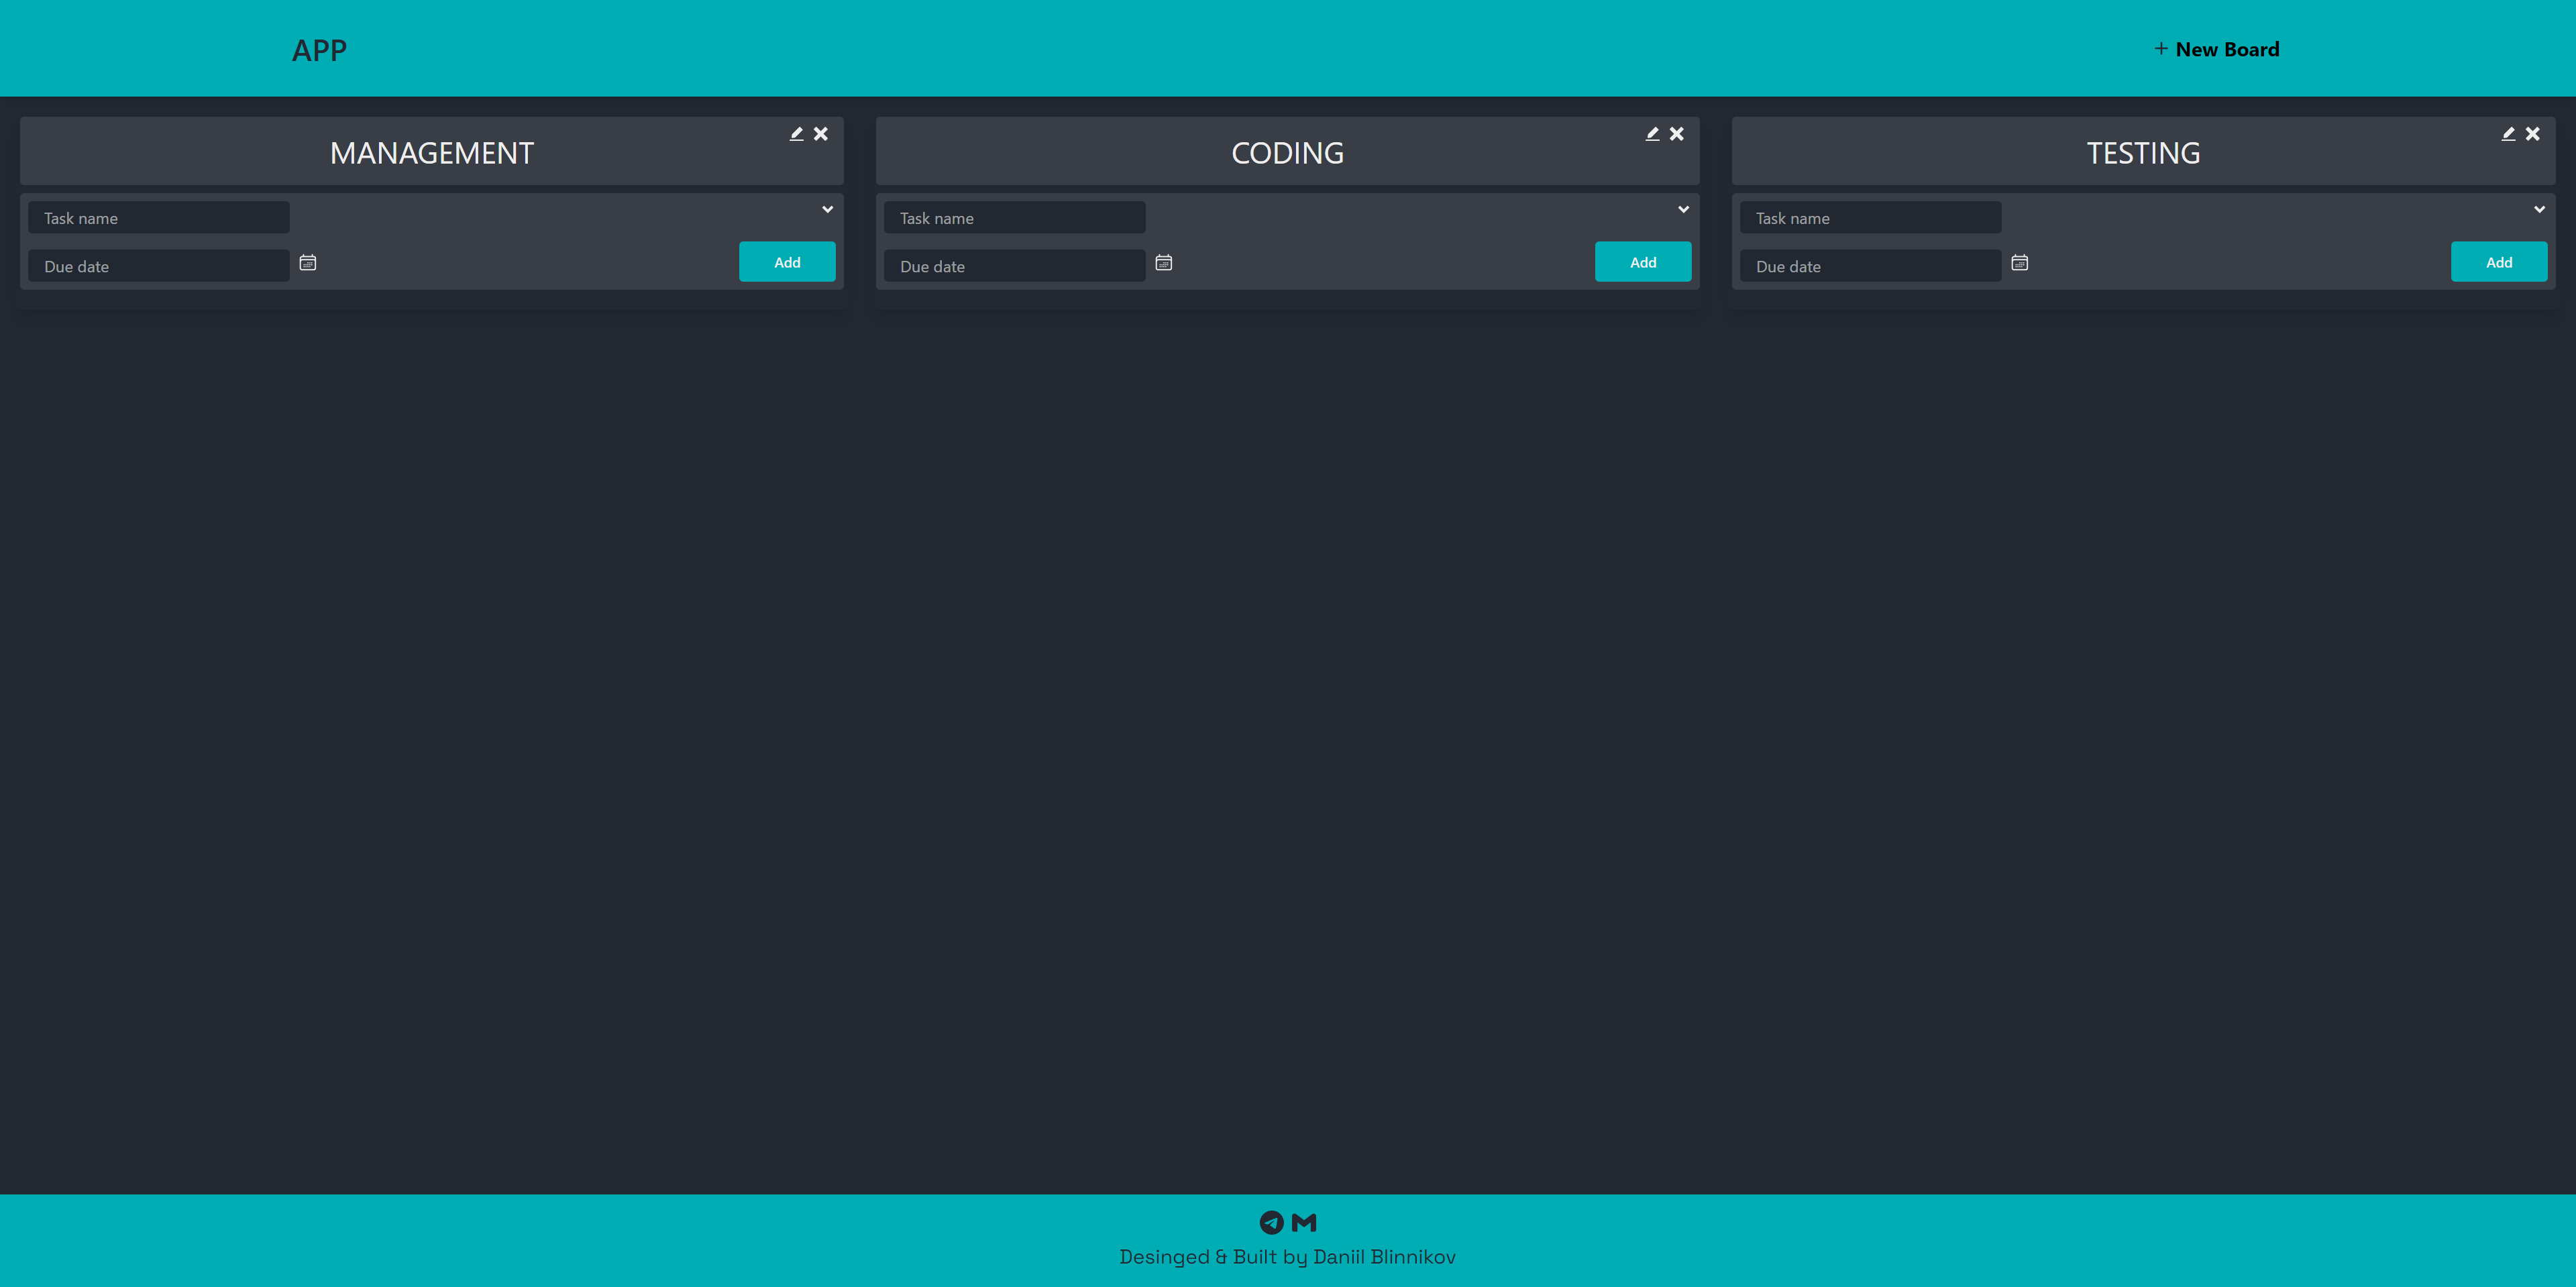 APP
New Board
MANAGEMENT
Task name
Due date
Add
CODING
Task name
Due date
Add
TESTING
Task name
Due date
Add
Desinged & Built by Daniil Blinnikov